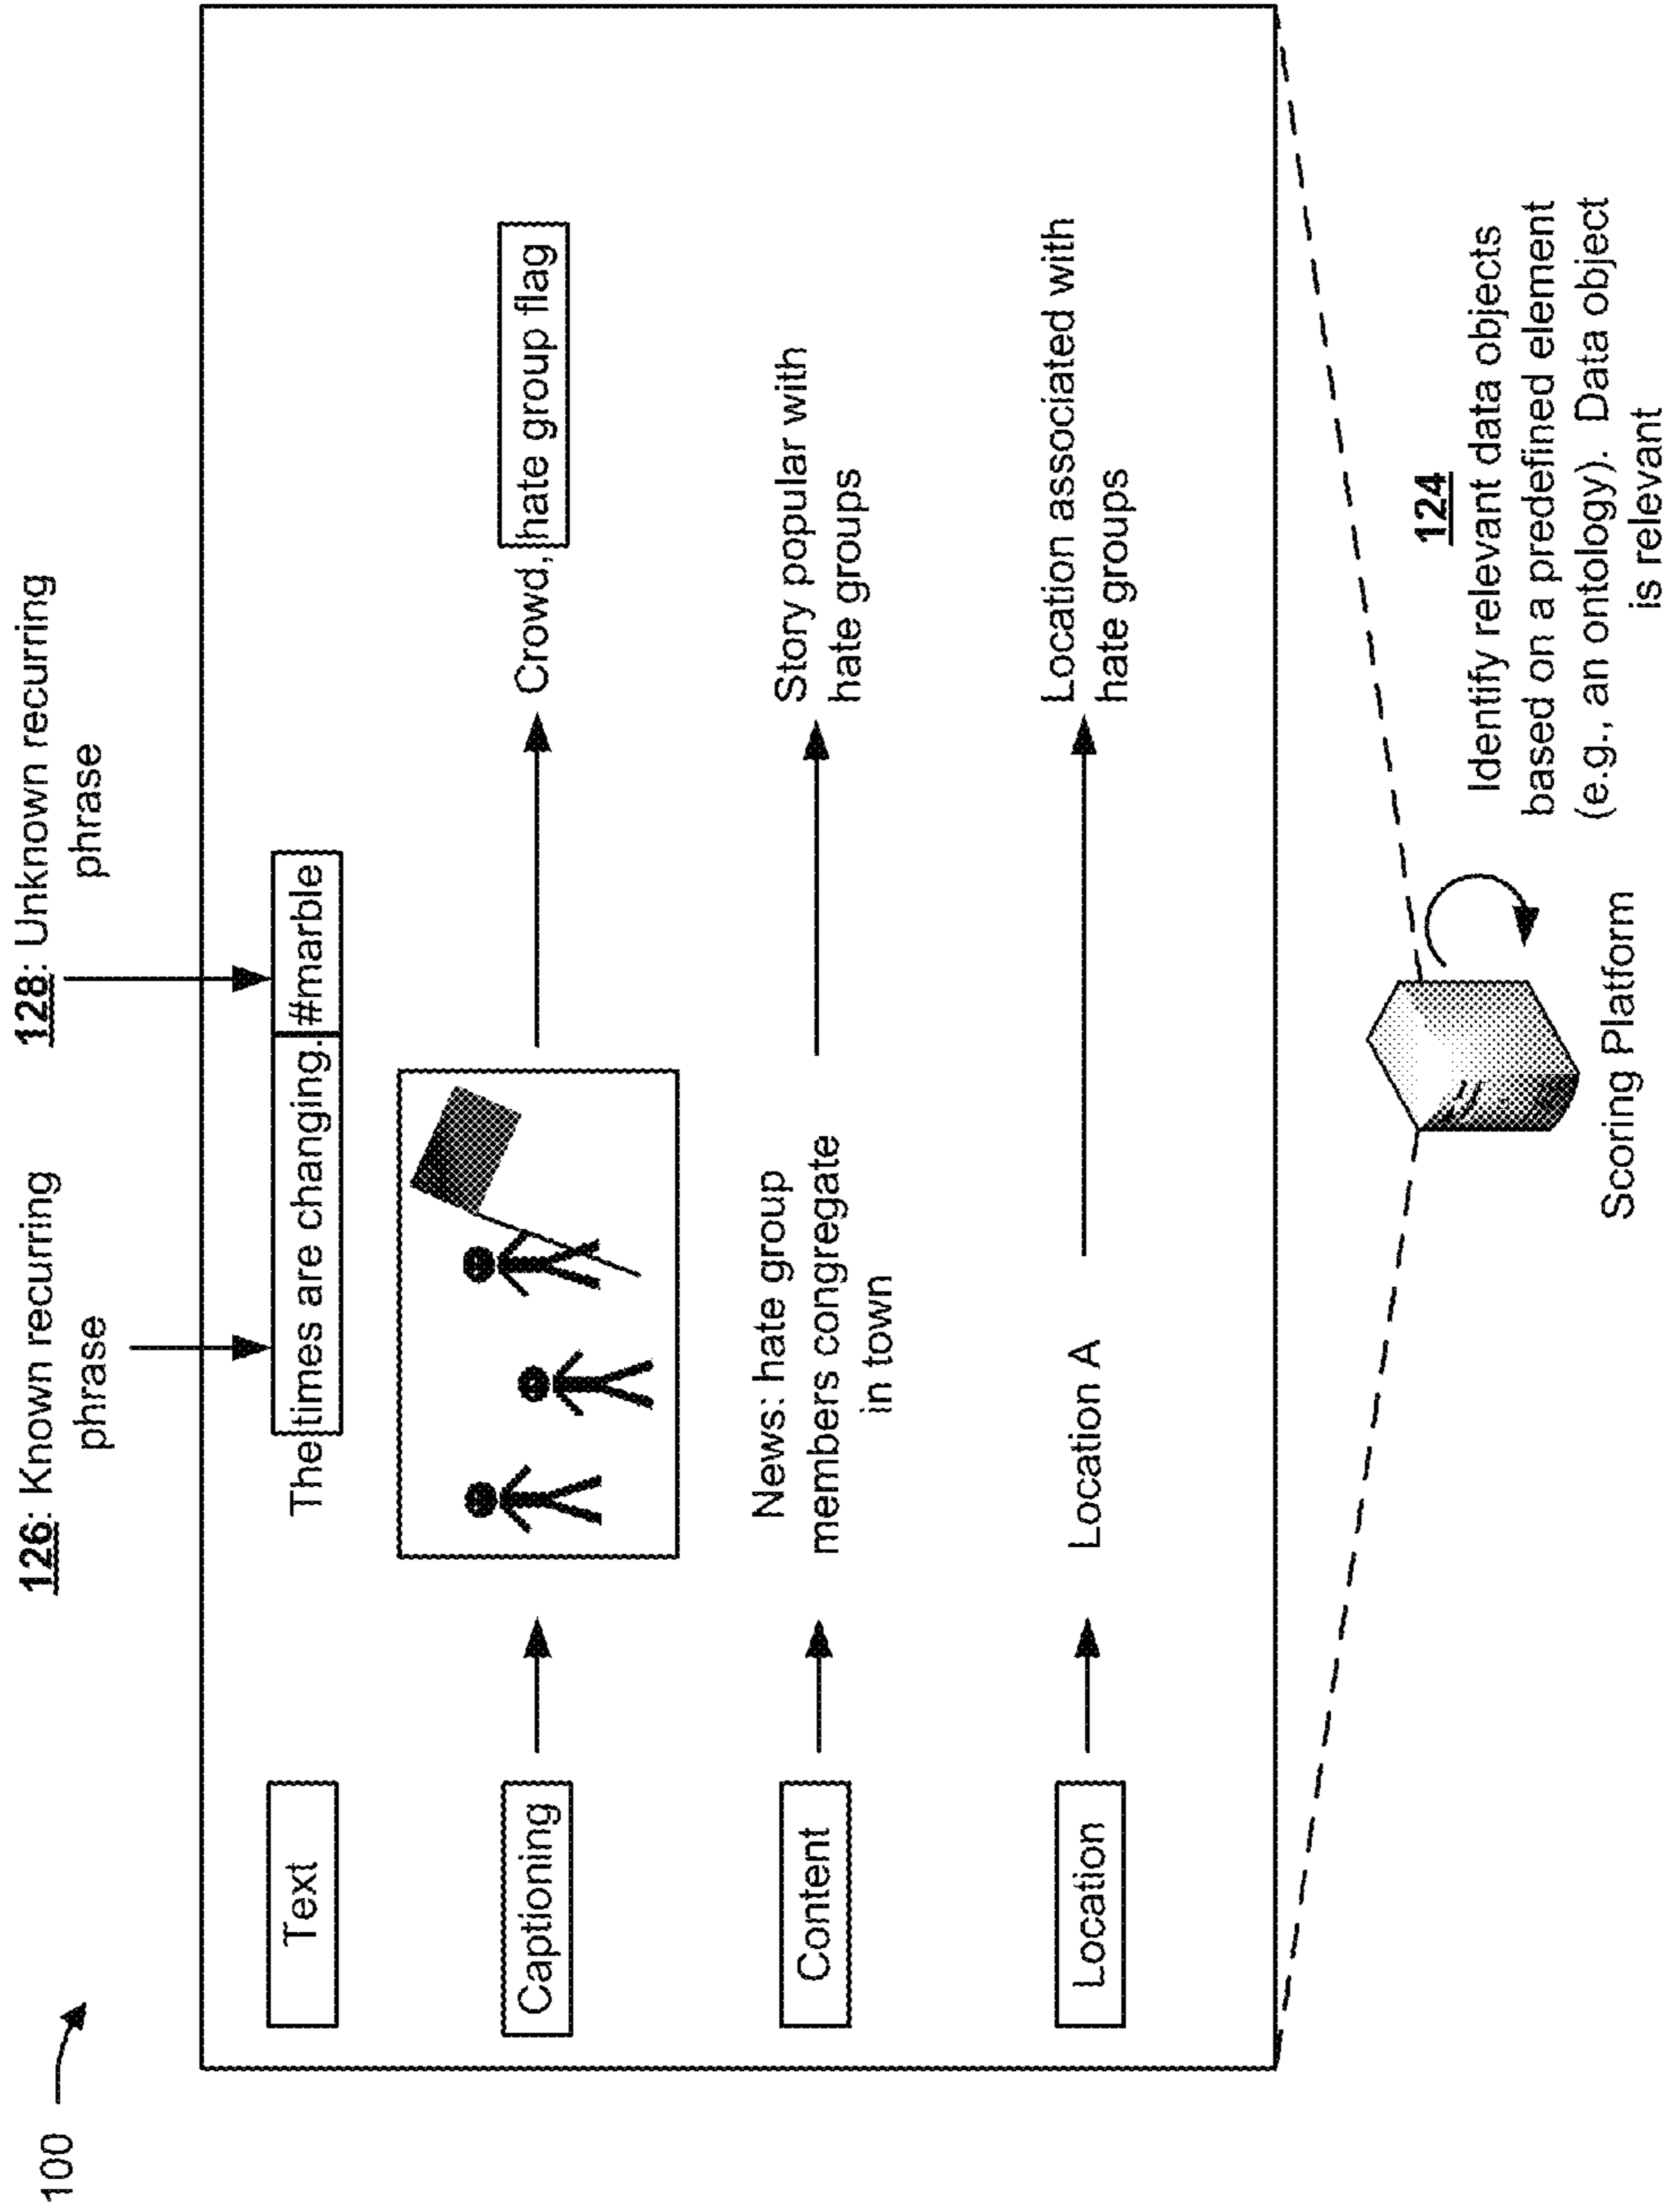 100
126: Known recurring
phrase
128: Unknown recurring
phrase
Text
The times are changing. #marble
Captioning
Crowd, hate group flag
Content
News: hate group
members congregate
in town
Story popular with
hate groups
Location
Location A
Location associated with
hate groups
Scoring Platform
124
Identify relevant data objects
based on a predefined element
(e.g., an ontology). Data object
is relevant